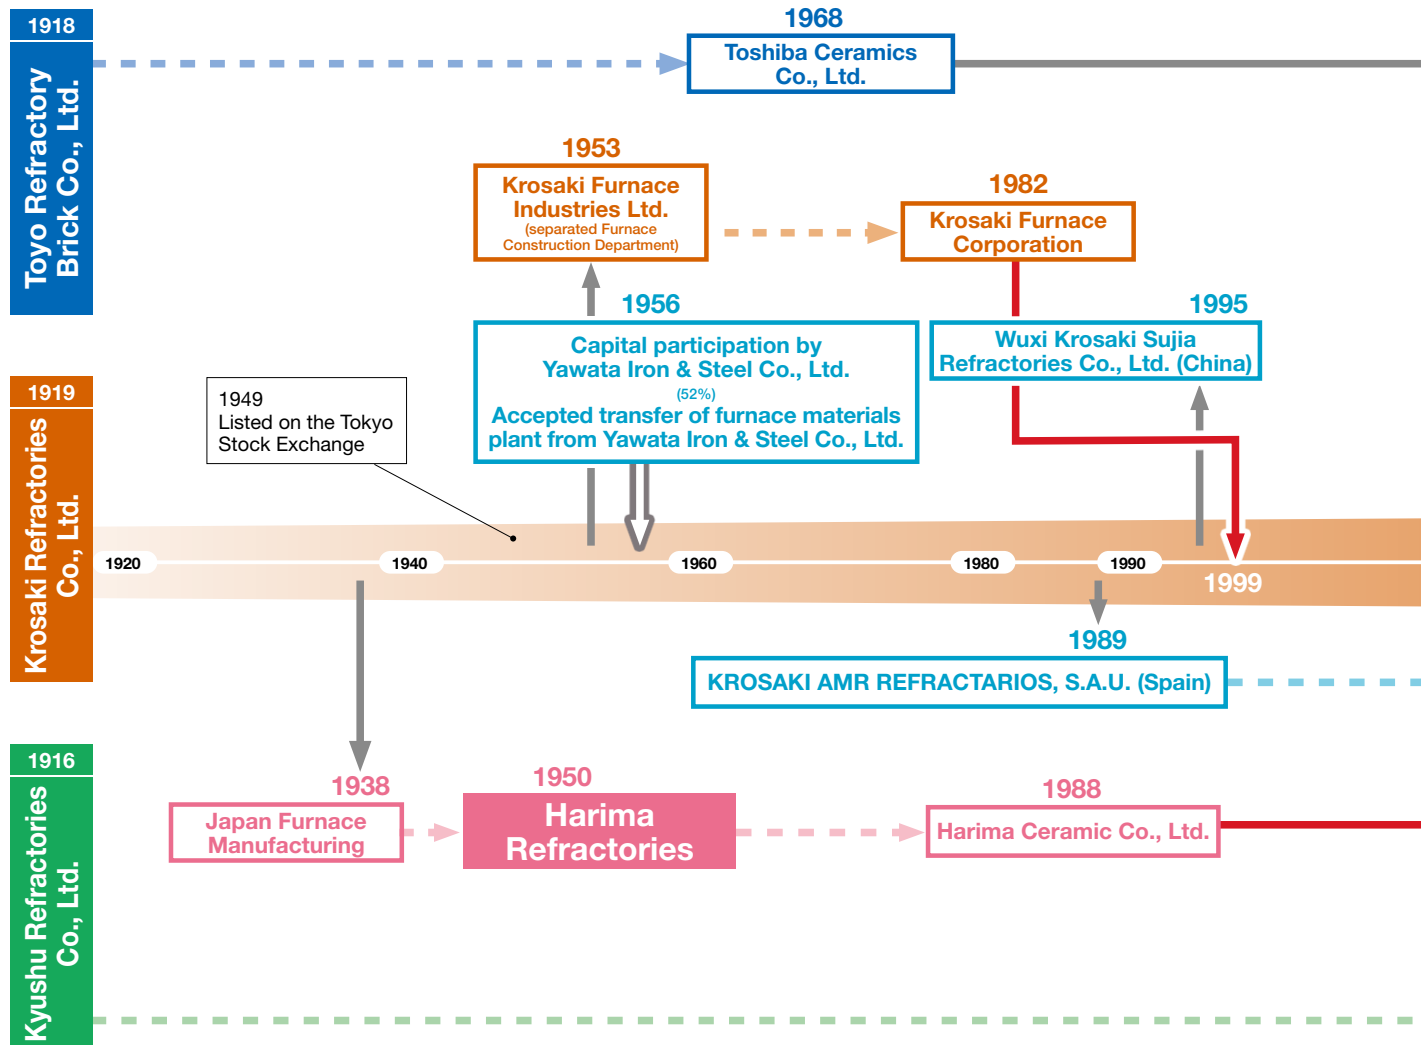 1918
Toyo Refractory
Brick Co., Ltd.
1968
Toshiba Ceramics
Co., Ltd.
1953
Krosaki Furnace
Industries Ltd.
(separated Furnace
Construction Department)
1982
Krosaki Furnace
Corporation
1956
Capital participation by
Yawata Iron & Steel Co., Ltd.
(52%)
Accepted transfer of furnace materials
plant from Yawata Iron & Steel Co., Ltd.
1995
Wuxi Krosaki Sujia
Refractories Co., Ltd. (China)
1919
Krosaki Refractories
Co., Ltd.
1949
Listed on the Tokyo
Stock Exchange
1920
1940
1960
1980
1990
1999
1989
KROSAKI AMR REFRACTARIOS, S.A.U. (Spain)
1916
Kyushu Refractories
Co., Ltd.
1938
Japan Furnace
Manufacturing
1950
Harima
Refractories
1988
Harima Ceramic Co., Ltd.